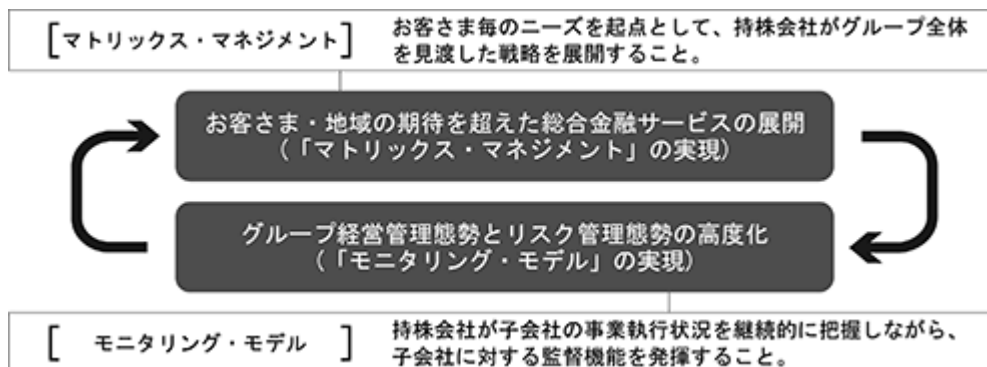 [マトリックス・マネジメント]
お客さま毎のニーズを起点として、持株会社がグループ全体
を見渡した戦略を展開すること。
お客さま・地域の期待を超えた総合金融サービスの展開
(「マトリックス・マネジメント」の実現)
グループ経営管理態勢とリスク管理態勢の高度化
(「モニタリング・モデル」の実現)
[モニタリング・モデル]
持株会社が子会社の事業執行状況を継続的に把握しながら、
子会社に対する監督機能を発揮すること。